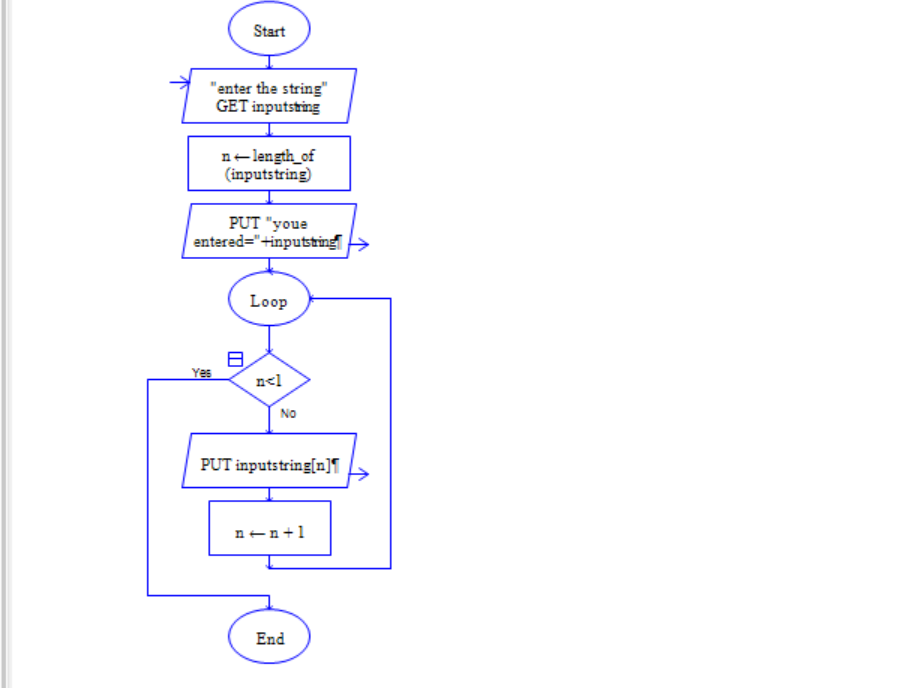 Start
"enter the string"
GET inputstring
n ← length_of
(inputstring)
PUT "youe
entered="+inputstring¶
Loop
Yes
n<1
No
PUT inputstring[n]¶
n ← n + 1
End